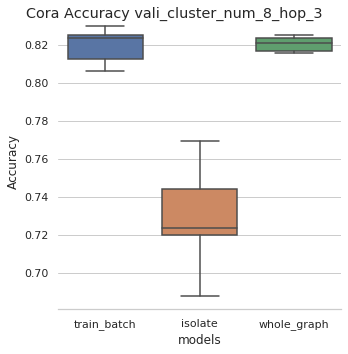 Cora Accuracy vali_cluster_num_8_hop_3
0.82
0.80
0.78
0.76
0.74
0.72
0.70
Accuracy
train_batch
isolate
whole_graph
models